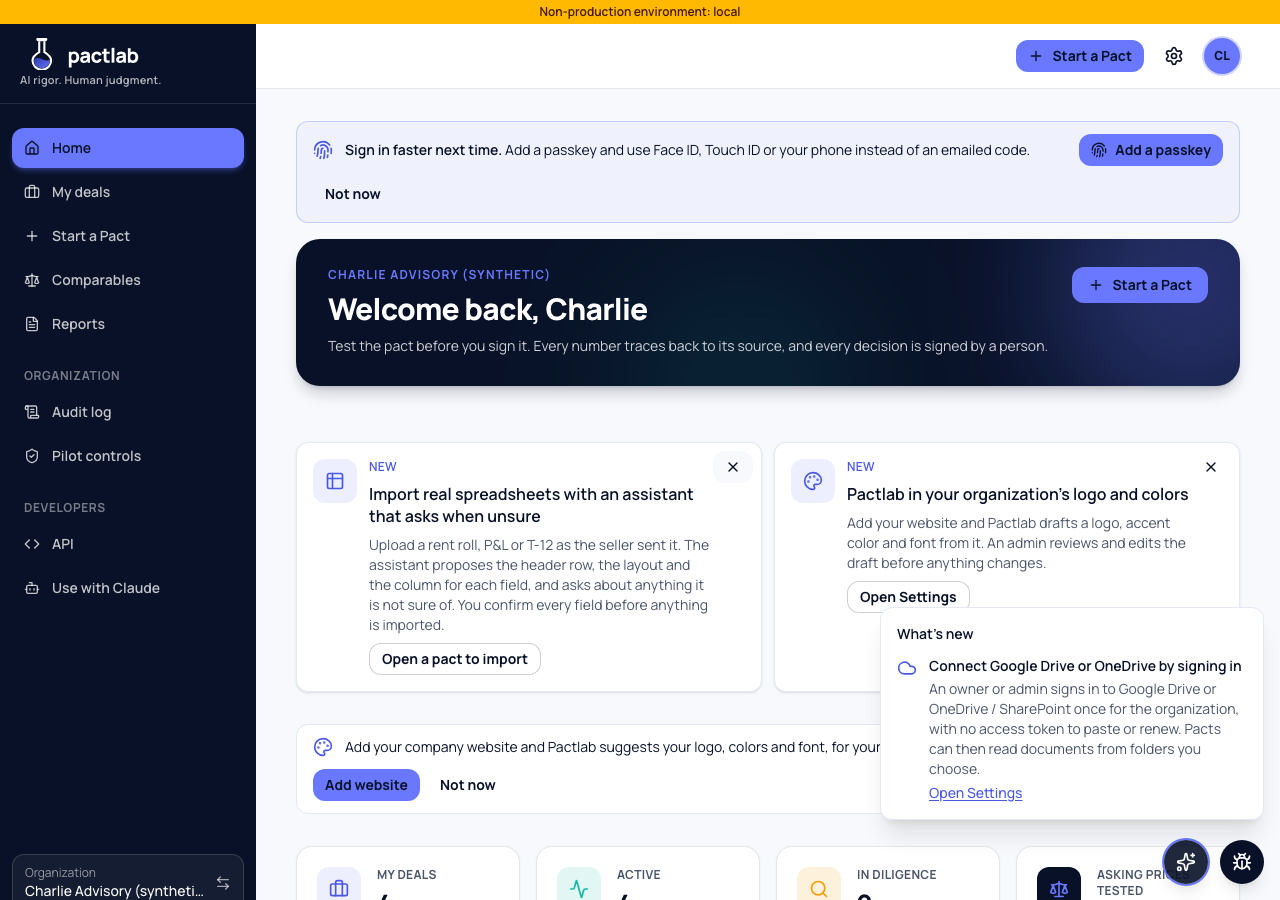 Non-production environment: local
pactlab
AI rigor. Human judgment.
Start a Pact
CL
Home
My deals
Start a Pact
Comparables
Reports
ORGANIZATION
Audit log
Pilot controls
DEVELOPERS
API
Use with Claude
Organization
Charlie Advisory (syntheti...
Sign in faster next time. Add a passkey and use Face ID, Touch ID or your phone instead of an emailed code.
Add a passkey
Not now
CHARLIE ADVISORY (SYNTHETIC)
Welcome back, Charlie
Test the pact before you sign it. Every number traces back to its source, and every decision is signed by a person.
Start a Pact
NEW
Import real spreadsheets with an assistant
that asks when unsure
Upload a rent roll, P&L or T-12 as the seller sent it. The
assistant proposes the header row, the layout and
the column for each field, and asks about anything it
is not sure of. You confirm every field before anything
is imported.
Open a pact to import
NEW
Pactlab in your organization's logo and colors
Add your website and Pactlab drafts a logo, accent
color and font from it. An admin reviews and edits the
draft before anything changes.
Open Settings
Add your company website and Pactlab suggests your logo, colors and font, for your
Add website
Not now
What's new
Connect Google Drive or OneDrive by signing in
An owner or admin signs in to Google Drive or
OneDrive / SharePoint once for the organization,
with no access token to paste or renew. Pacts
can then read documents from folders you
choose.
Open Settings
MY DEALS
ACTIVE
IN DILIGENCE
ASKING PRICES
TESTED